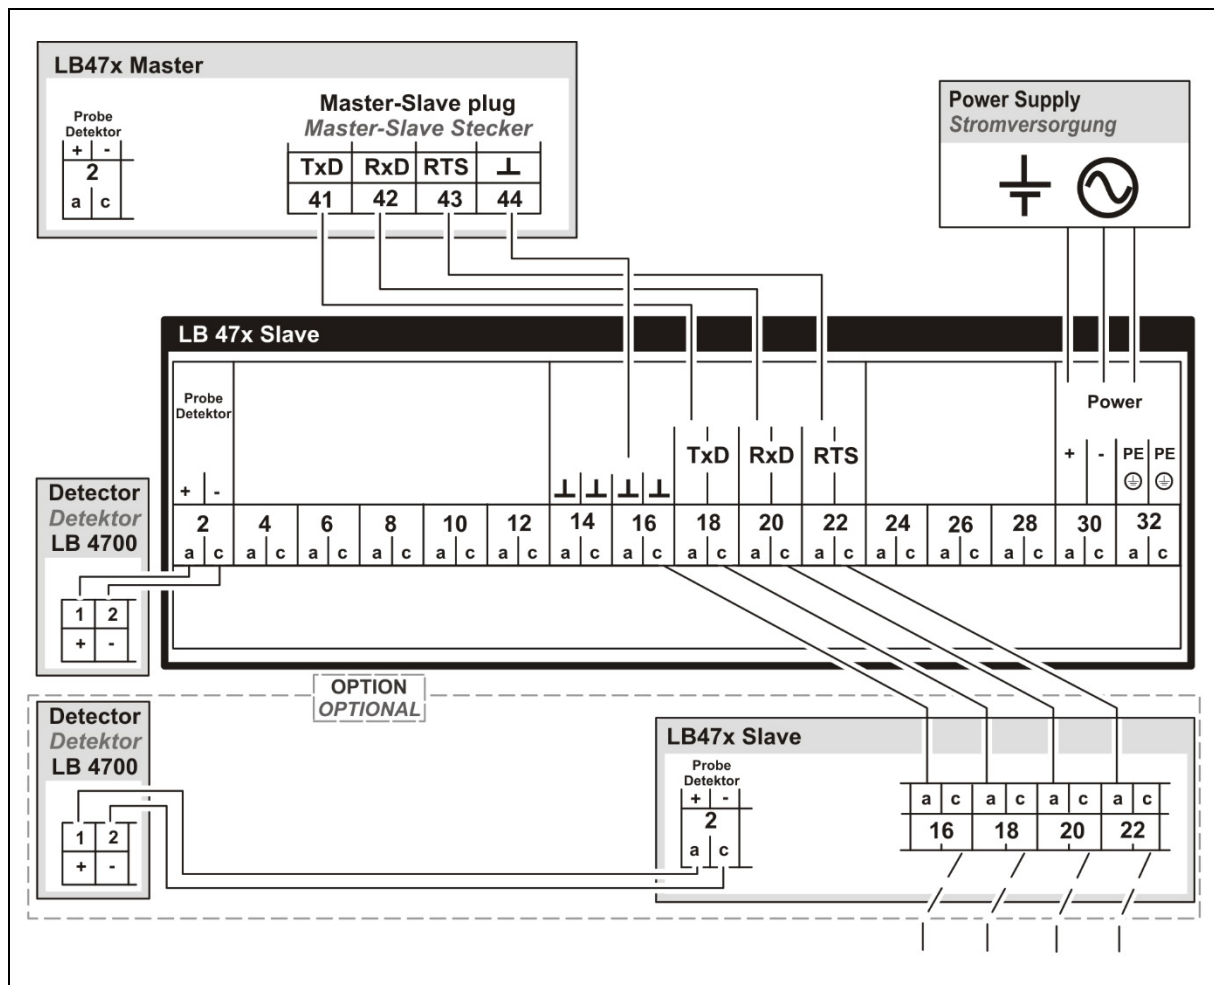 LB47x Master
Probe
Detektor
+ -
2
a c
Master-Slave plug
Master-Slave Stecker
TxD RxD RTS ⊥
41 42 43 44
Power Supply
Stromversorgung
LB 47x Slave
Probe
Detektor
+ -
⊥ ⊥ ⊥ ⊥
TxD RxD RTS
Power
+ - PE PE
2 4 6 8 10 12 14 16 18 20 22 24 26 28 30 32
a c a c a c a c a c a c a c a c a c a c a c a c a c a c a c a c
Detector
Detektor
LB 4700
1 2
+ -
OPTION
OPTIONAL
Detector
Detektor
LB 4700
1 2
+ -
LB47x Slave
Probe
Detektor
+ -
2
a c
a c a c a c a c
16 18 20 22